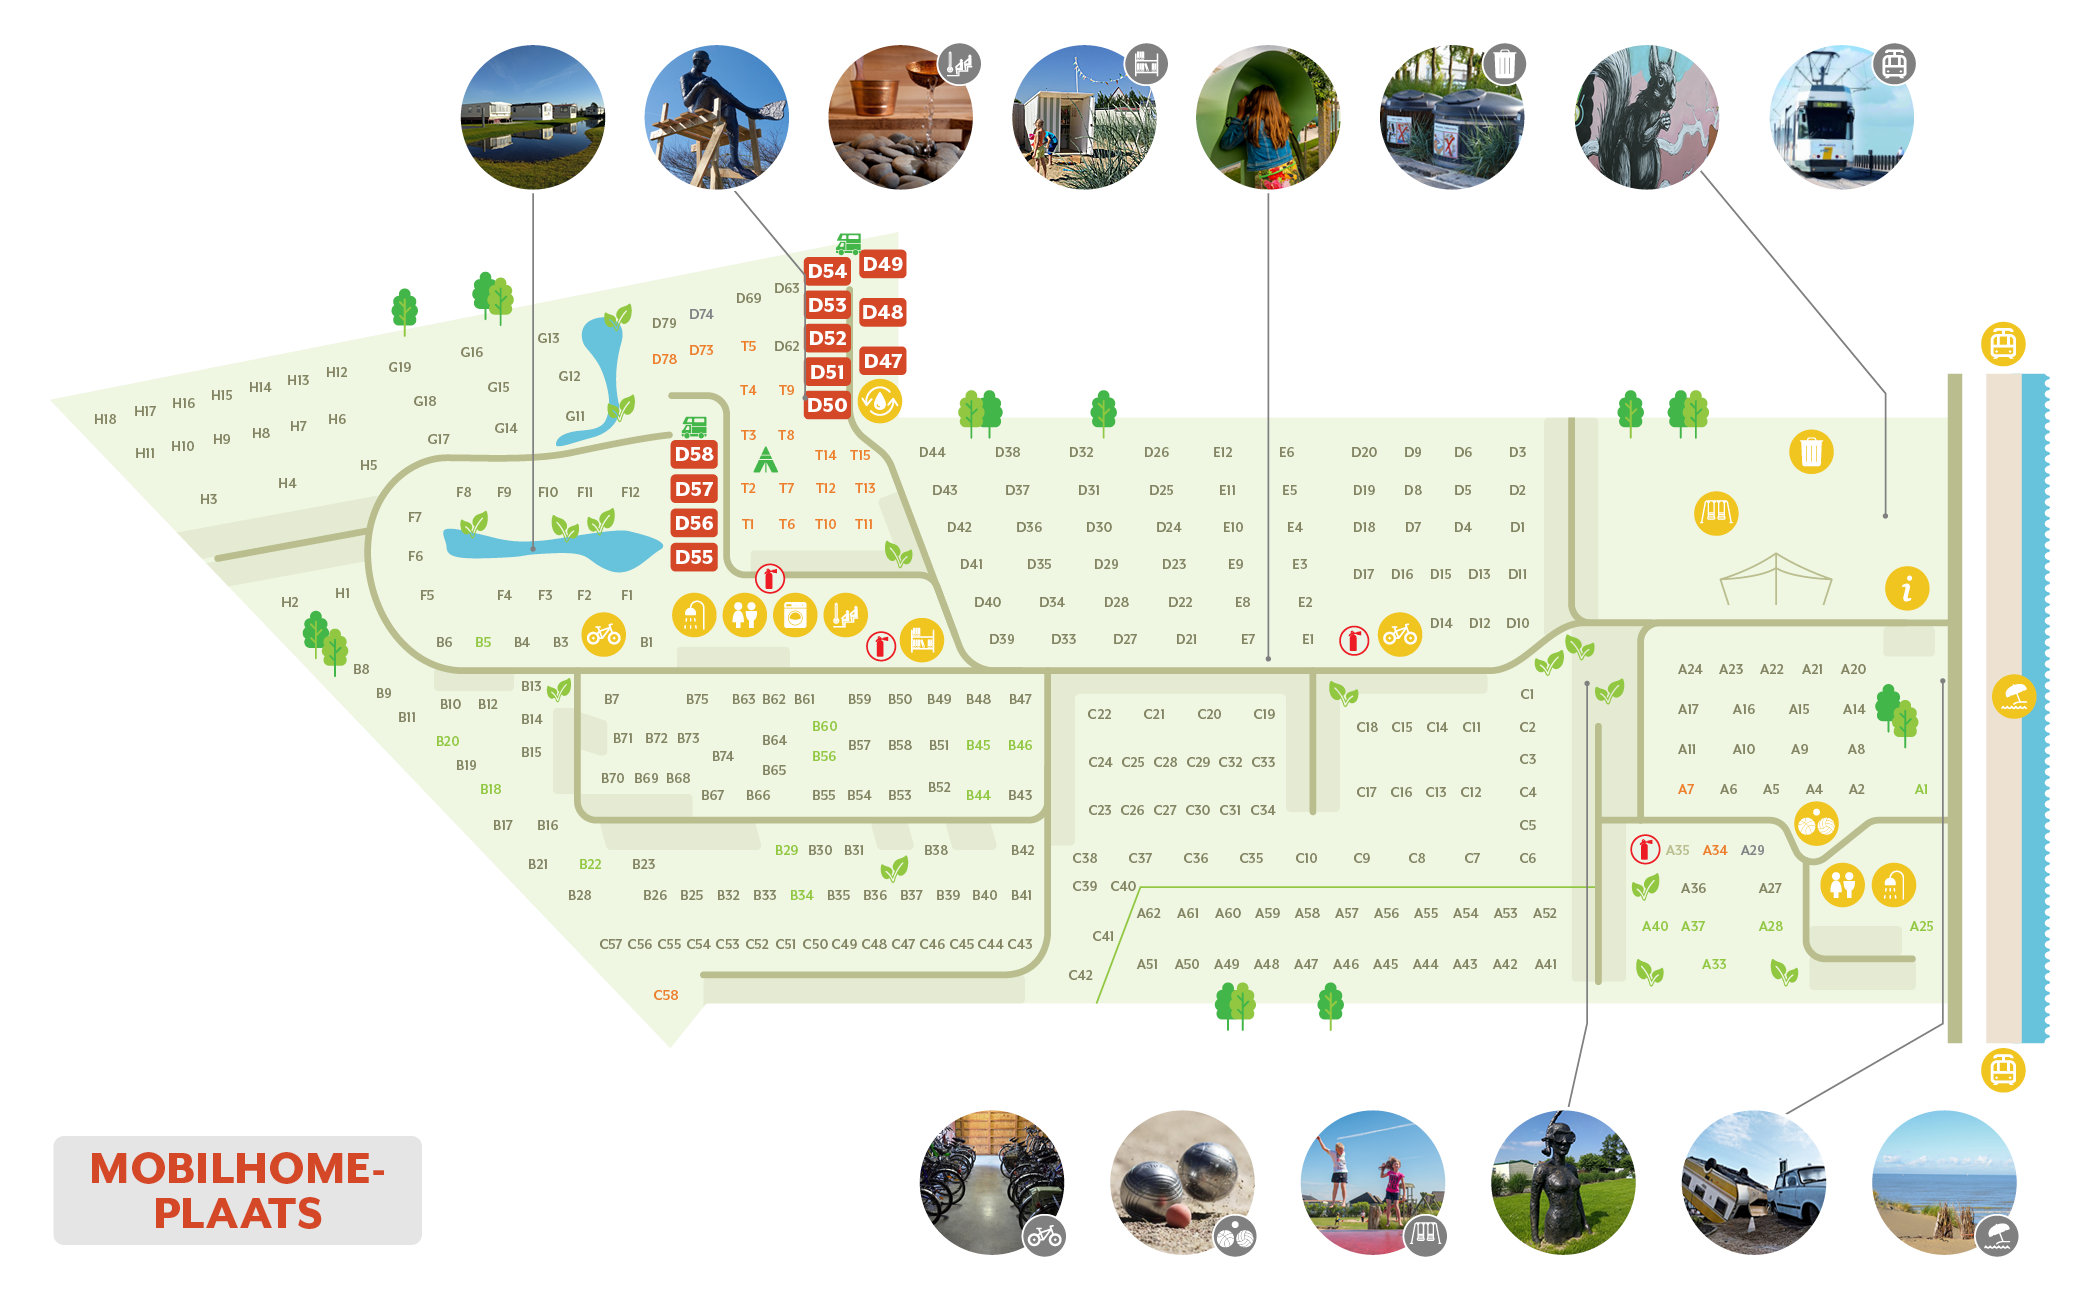 D54 D49
D63
D69
D53
D48
D74
D79
G13
D52
T5 D62
G16
D73
D78
D47
G19
H12
D51
G12
H13
H14
G15
T4 T9
H15
G18
H16
D50
H17
G11
H18
H6
H7
G14
T3 T8
H8
H9
G17
H10
H11
D58
T14 T15
D44 D38 D32 D26 E12 E6 D20 D9 D6 D3
H5
H4
D57
T2 T7 T12 T13
F8 F9 F10 F11 F12
D43 D37 D31 D25 E11 E5 D19 D8 D5 D2
H3
F7
D56
T1 T6 T10 T11
D42 D36 D30 D24 E10 E4 D18 D7 D4 D1
F6
D55
D41 D35 D29 D23 E9 E3
D17 D16 D15 D13 D11
H1
H2
F5 F4 F3 F2 F1
D40 D34 D28 D22 E8 E2
D14 D12 D10
B6 B5 B4 B3 B1
D39 D33 D27 D21 E7 E1
B8
A24 A23 A22 A21 A20
B13
B9
C1
B7 B75 B63 B62 B61 B59 B50 B49 B48 B47
B10 B12
A17 A16 A15 A14
C22 C21 C20 C19
B11
B14
B60
C18 C15 C14 C11 C2
B71 B72 B73 B64
B20
B57 B58 B51 B45 B46
A11 A10 A9 A8
B15
B74
B56
C3
C24 C25 C28 C29 C32 C33
B19
B65
B70 B69 B68
B18
B52
A7 A6 A5 A4 A2 A1
C17 C16 C13 C12 C4
B67 B66 B55 B54 B53 B44 B43
C23 C26 C27 C30 C31 C34
B17 B16
C5
B29 B30 B31 B38 B42
A35 A34 A29
C38 C37 C36 C35 C10 C9 C8 C7 C6
B21 B22 B23
C39 C40
A36 A27
B28 B26 B25 B32 B33 B34 B35 B36 B37 B39 B40 B41
A62 A61 A60 A59 A58 A57 A56 A55 A54 A53 A52
A40 A37 A28 A25
C41
C57 C56 C55 C54 C53 C52 C51 C50 C49 C48 C47 C46 C45 C44 C43
A51 A50 A49 A48 A47 A46 A45 A44 A43 A42 A41
A33
C42
C58
MOBILHOME-
PLAATS